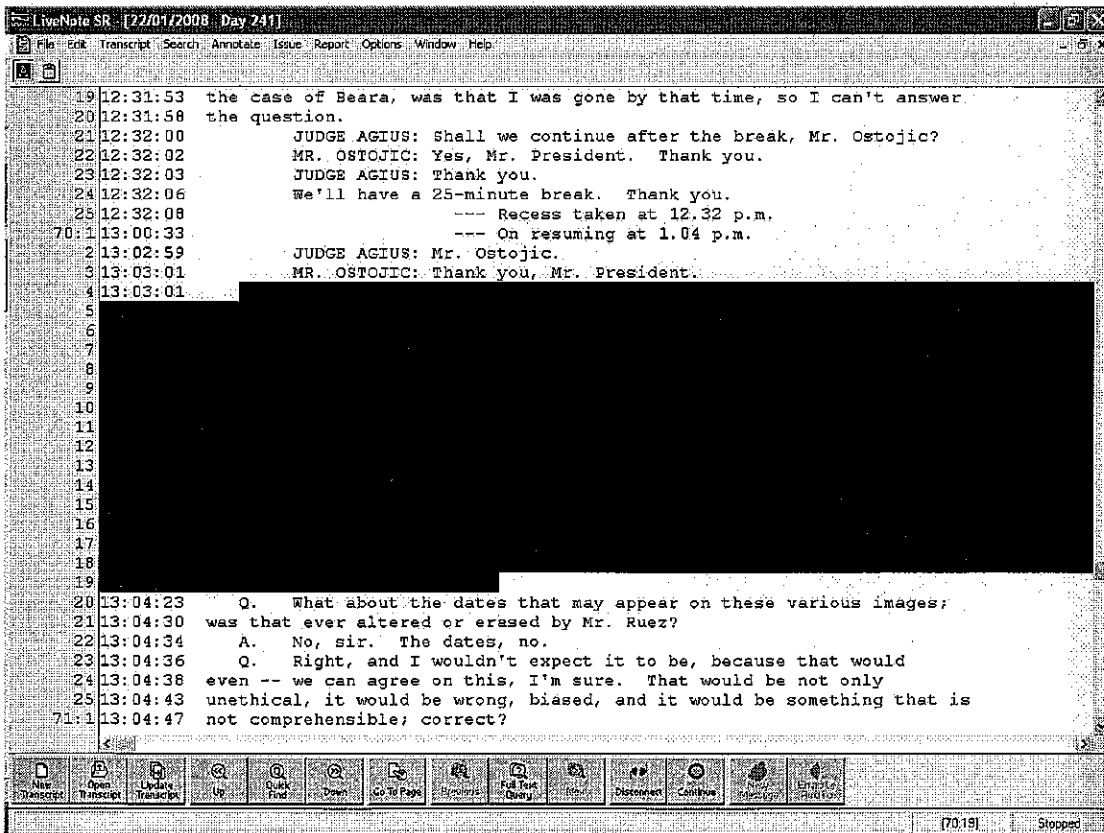 LiveNote SR - [22/01/2008 Day 241]
File Edit Transcript Search Annotate Issue Report Options Window Help
19 12:31:53 the case of Beara, was that I was gone by that time, so I can't answer
20 12:31:58 the question.
21 12:32:00 JUDGE AGIUS: Shall we continue after the break, Mr. Ostojic?
22 12:32:02 MR. OSTOJIC: Yes, Mr. President. Thank you.
23 12:32:03 JUDGE AGIUS: Thank you.
24 12:32:06 We'll have a 25-minute break. Thank you.
25 12:32:08 --- Recess taken at 12.32 p.m.
70:1 13:00:33 --- On resuming at 1.04 p.m.
2 13:02:59 JUDGE AGIUS: Mr. Ostojic.
3 13:03:01 MR. OSTOJIC: Thank you, Mr. President.
4 13:03:01
5
6
7
8
9
10
11
12
13
14
15
16
17
18
19
20 13:04:23 Q. What about the dates that may appear on these various images;
21 13:04:30 was that ever altered or erased by Mr. Ruez?
22 13:04:34 A. No, sir. The dates, no.
23 13:04:36 Q. Right, and I wouldn't expect it to be, because that would
24 13:04:38 even -- we can agree on this, I'm sure. That would be not only
25 13:04:43 unethical, it would be wrong, biased, and it would be something that is
71:1 13:04:47 not comprehensible; correct?
New Transcript Open Transcript Update Transcript Up Quick Find Down Go To Page Previous Full Text Query Disconnect Continue
[70:19] Stopped